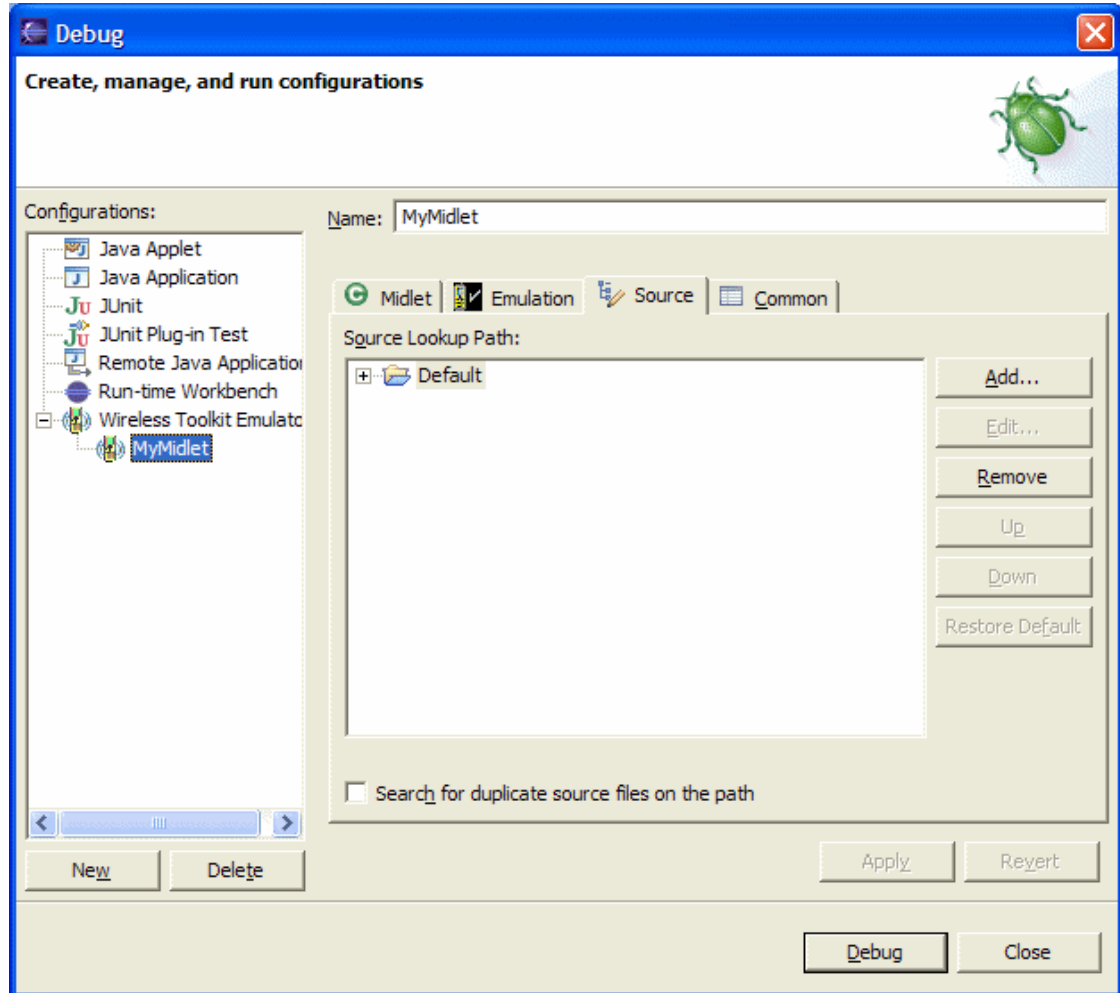 Debug
Create, manage, and run configurations
Configurations:
Java Applet
Java Application
JUnit
JUnit Plug-in Test
Remote Java Application
Run-time Workbench
Wireless Toolkit Emulato
MyMidlet
New
Delete
Name: MyMidlet
Midlet
Emulation
Source
Common
Source Lookup Path:
Default
Add...
Edit...
Remove
Up
Down
Restore Default
Search for duplicate source files on the path
Apply
Revert
Debug
Close